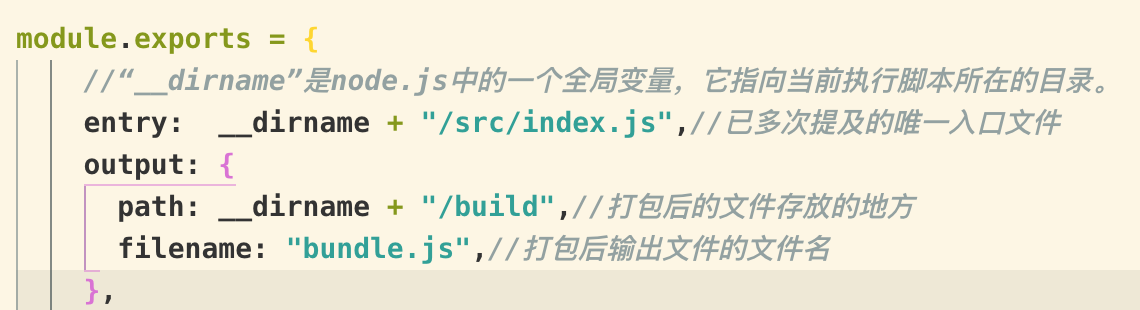 module.exports = {
//“__dirname”是node.js中的一个全局变量，它指向当前执行脚本所在的目录。
entry:  __dirname + "/src/index.js",//已多次提及的唯一入口文件
output: {
path: __dirname + "/build",//打包后的文件存放的地方
filename: "bundle.js",//打包后输出文件的文件名
},